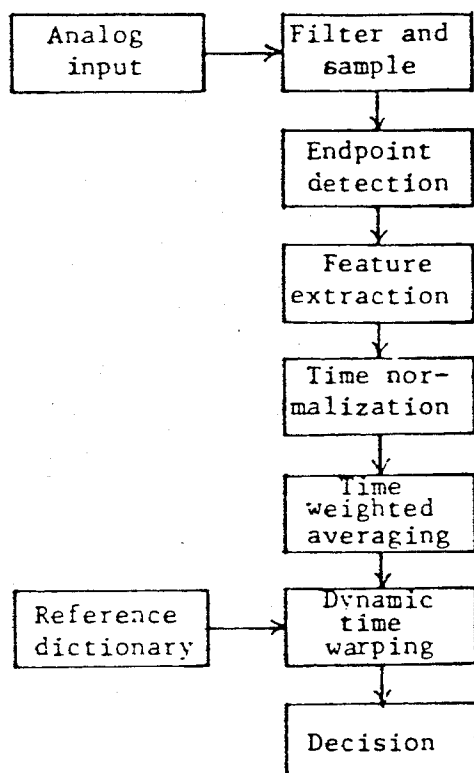 Analog
input
Filter and
sample
Endpoint
detection
Feature
extraction
Time nor-
malization
Time
weighted
averaging
Reference
dictionary
Dynamic
time
warping
Decision